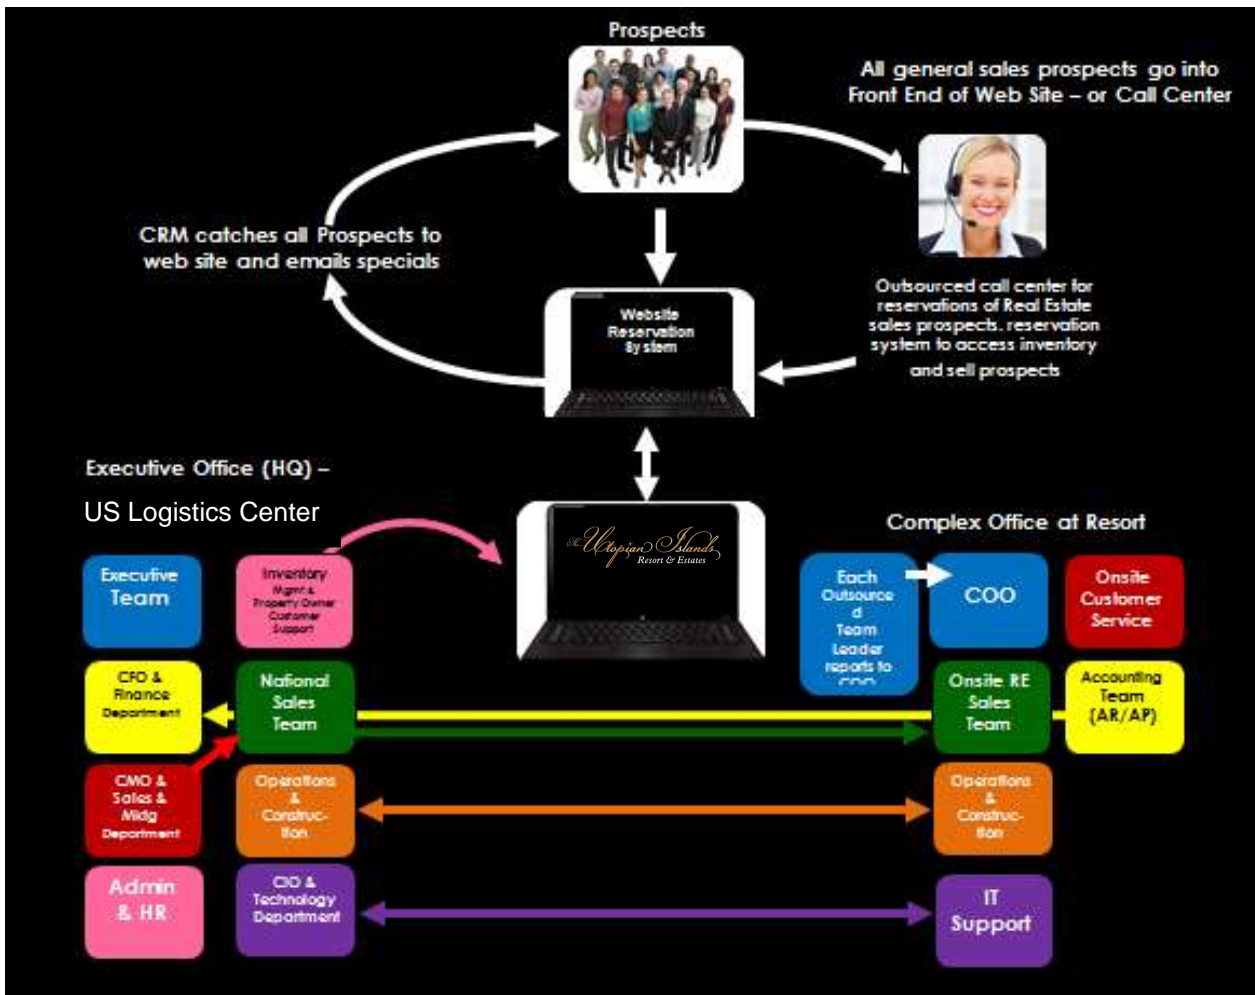 Prospects
All general sales prospects go into
Front End of Web Site – or Call Center
CRM catches all Prospects to
web site and emails specials
Outsourced call center for
reservations of Real Estate
sales prospects. reservation
system to access inventory
and sell prospects
Website
Reservation
System
Executive Office (HQ) –
US Logistics Center
The Utopian Islands
Resort & Estates
Complex Office at Resort
Executive
Team
Inventory
Mgmt &
Property Owner
Customer
Support
Each
Outsource
d
Team
Leader
reports to
COO
COO
Onsite
Customer
Service
CFO &
Finance
Department
National
Sales
Team
Onsite RE
Sales
Team
Accounting
Team
(AR/AP)
CMO &
Sales &
Mktg
Department
Operations
&
Construc-
tion
Operations
&
Construc-
tion
Admin
& HR
CIO &
Technology
Department
IT
Support